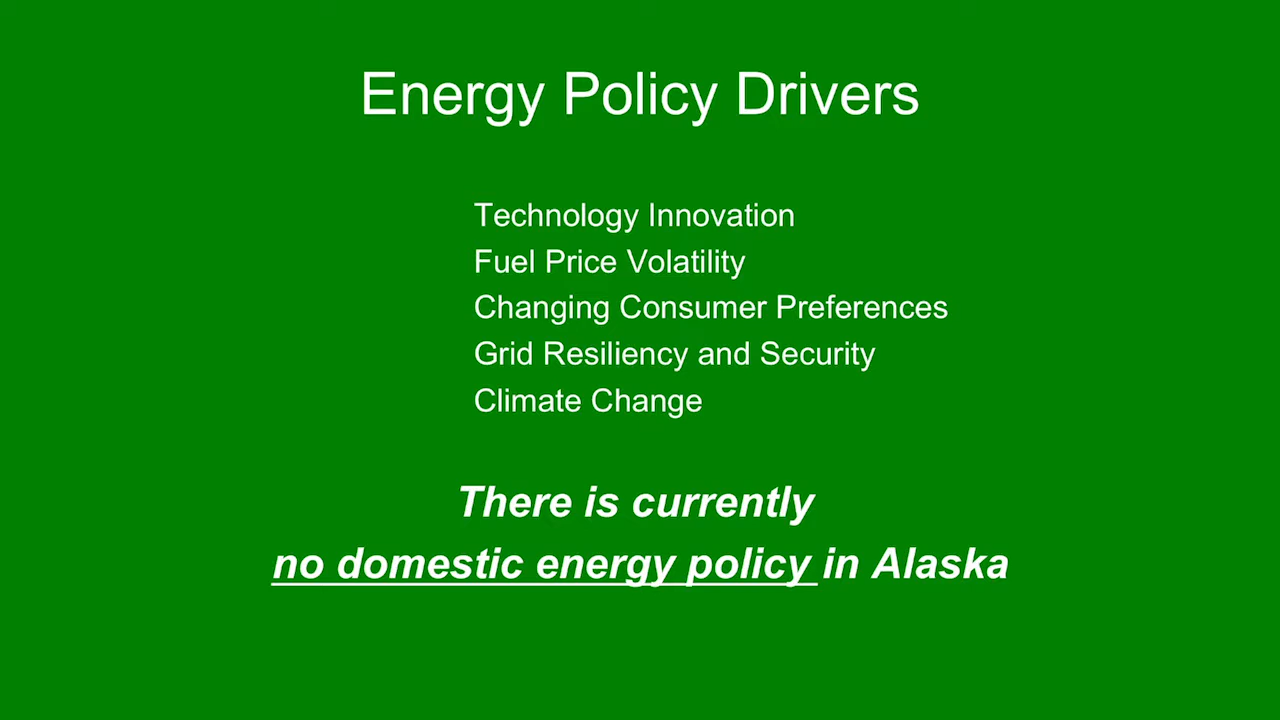 Energy Policy Drivers
Technology Innovation
Fuel Price Volatility
Changing Consumer Preferences
Grid Resiliency and Security
Climate Change
There is currently
no domestic energy policy in Alaska